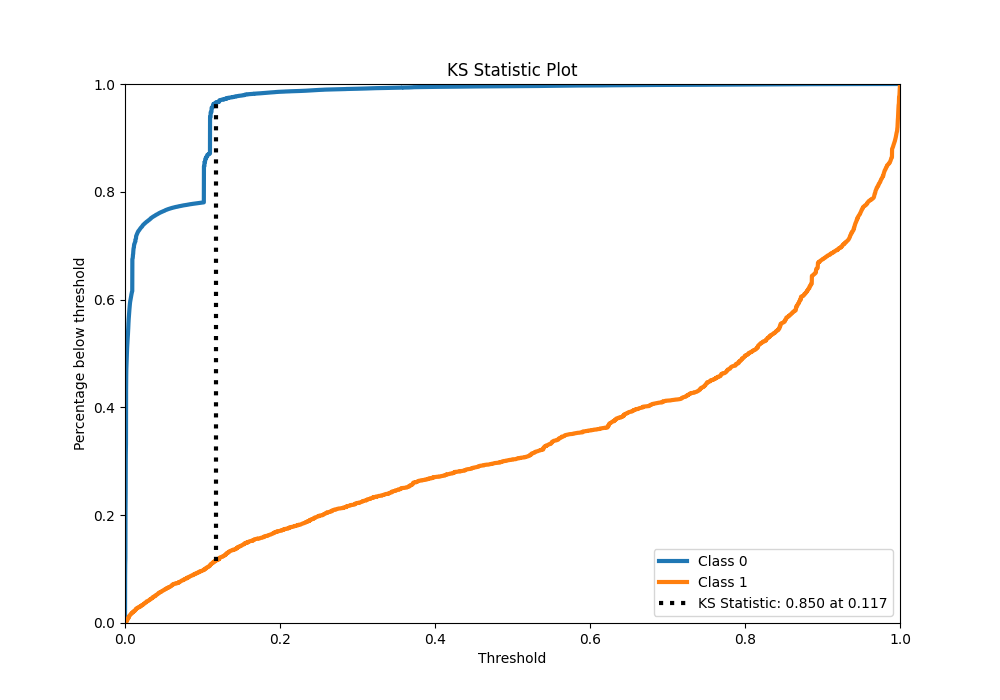 KS Statistic Plot
1.0
0.8
0.6
0.4
0.2
0.0
Percentage below threshold
0.0 0.2 0.4 0.6 0.8 1.0
Threshold
Class 0
Class 1
KS Statistic: 0.850 at 0.117